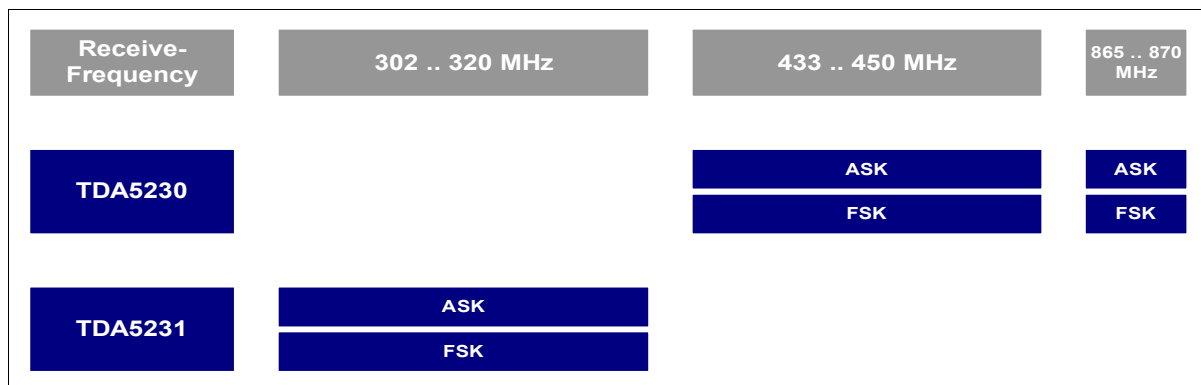 Receive-
Frequency
302 .. 320 MHz
433 .. 450 MHz
865 .. 870
MHz
TDA5230
ASK
FSK
ASK
FSK
TDA5231
ASK
FSK